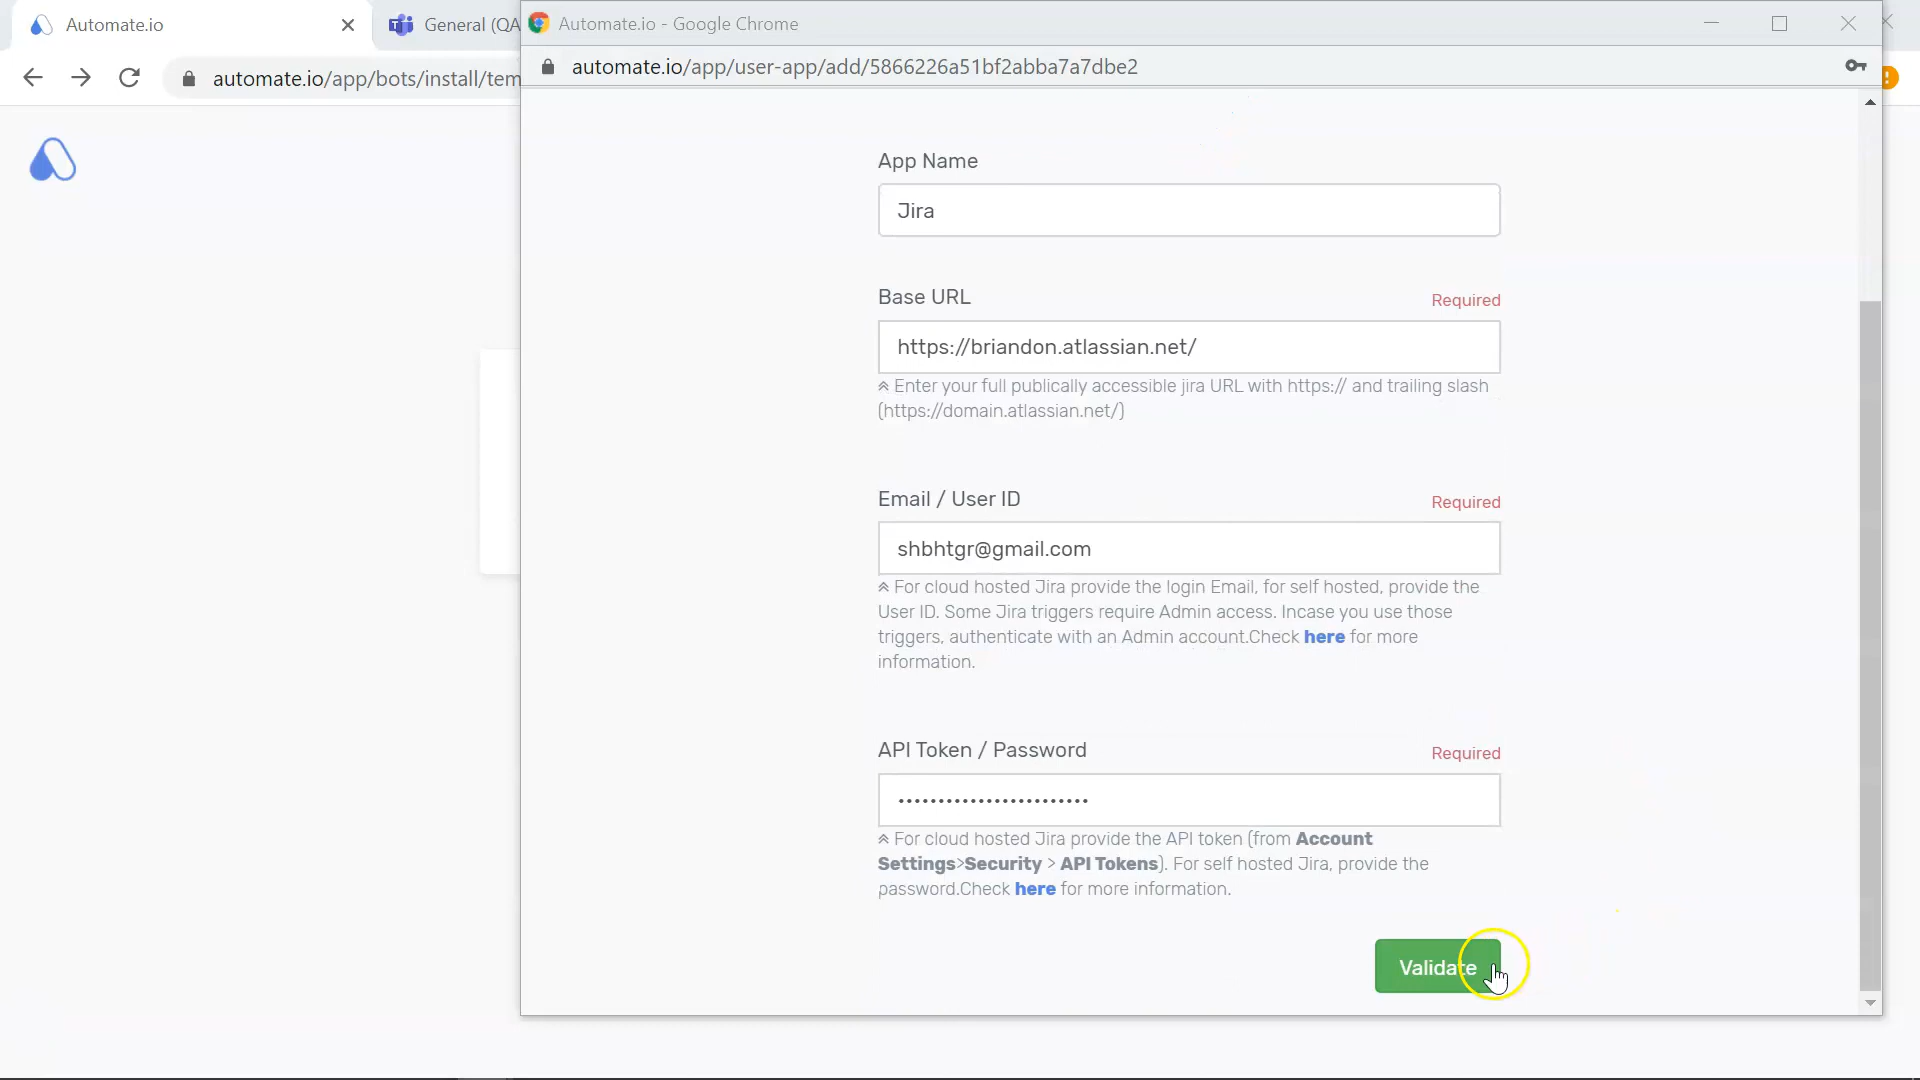 Automate.io
General (QA
Automate.io - Google Chrome
automate.io/app/bots/install/tem
automate.io/app/user-app/add/5866226a51bf2abba7a7dbe2
App Name
Jira
Base URL
Required
https://briandon.atlassian.net/
Enter your full publically accessible jira URL with https:// and trailing slash
(https://domain.atlassian.net/)
Email / User ID
Required
shbhtgr@gmail.com
For cloud hosted Jira provide the login Email, for self hosted, provide the
User ID. Some Jira triggers require Admin access. Incase you use those
triggers, authenticate with an Admin account.Check here for more
information.
API Token / Password
Required
••••••••••••••••••••••••
For cloud hosted Jira provide the API token (from Account
Settings>Security > API Tokens). For self hosted Jira, provide the
password.Check here for more information.
Validate